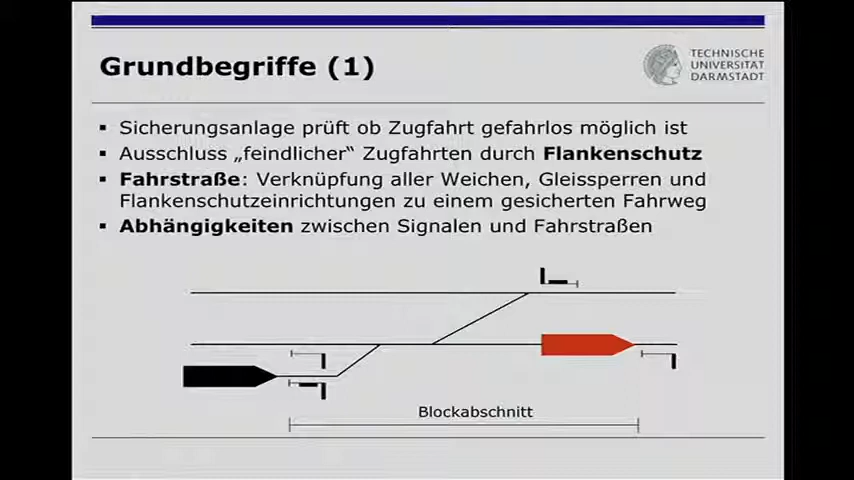 Grundbegriffe (1)
TECHNISCHE
UNIVERSITÄT
DARMSTADT
▪ Sicherungsanlage prüft ob Zugfahrt gefahrlos möglich ist
▪ Ausschluss „feindlicher“ Zugfahrten durch Flankenschutz
▪ Fahrstraße: Verknüpfung aller Weichen, Gleissperren und
Flankenschutzeinrichtungen zu einem gesicherten Fahrweg
▪ Abhängigkeiten zwischen Signalen und Fahrstraßen
Blockabschnitt